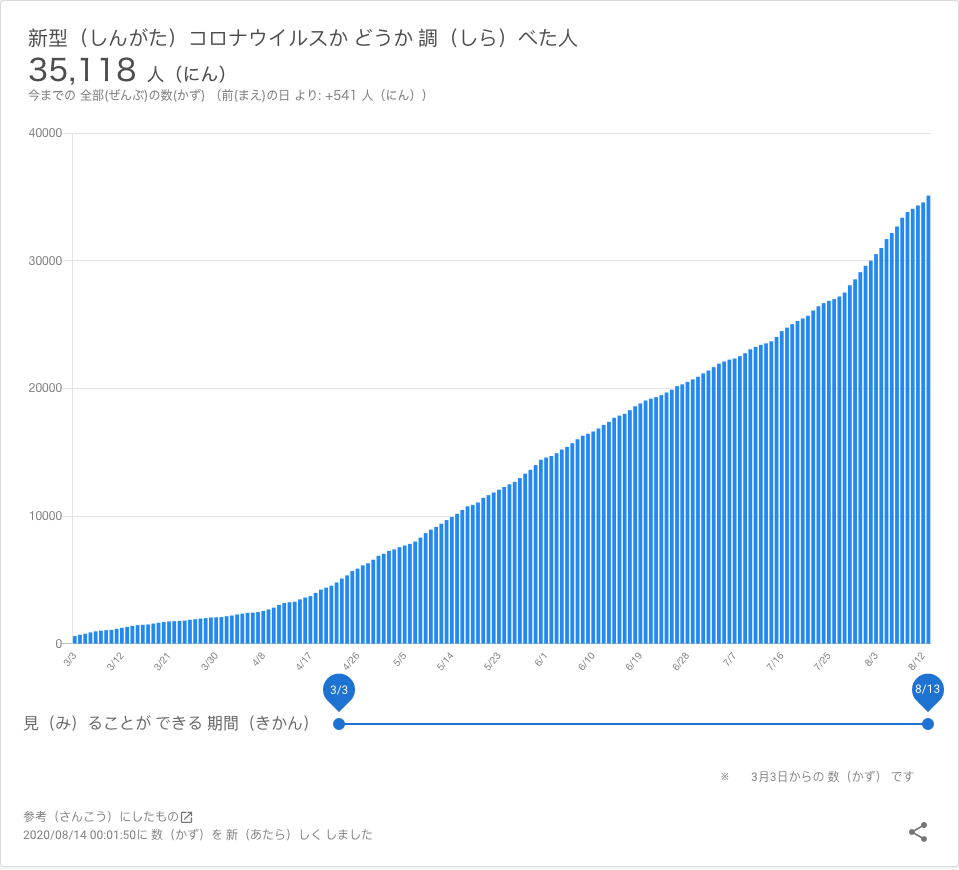 新型（しんがた）コロナウイルスか どうか 調（しら）べた人
35,118 人（にん）
今までの 全部(ぜんぶ)の数(かず) （前(まえ)の日 より: +541 人（にん））
40000
30000
20000
10000
0
3/3 3/12 3/21 3/30 4/8 4/17 4/26 5/5 5/14 5/23 6/1 6/10 6/19 6/28 7/7 7/16 7/25 8/3 8/12
3/3 8/13
見（み）ることが できる 期間（きかん）
※ 3月3日からの 数（かず） です
参考（さんこう）にしたもの
2020/08/14 00:01:50に 数（かず）を 新（あたら）しく しました